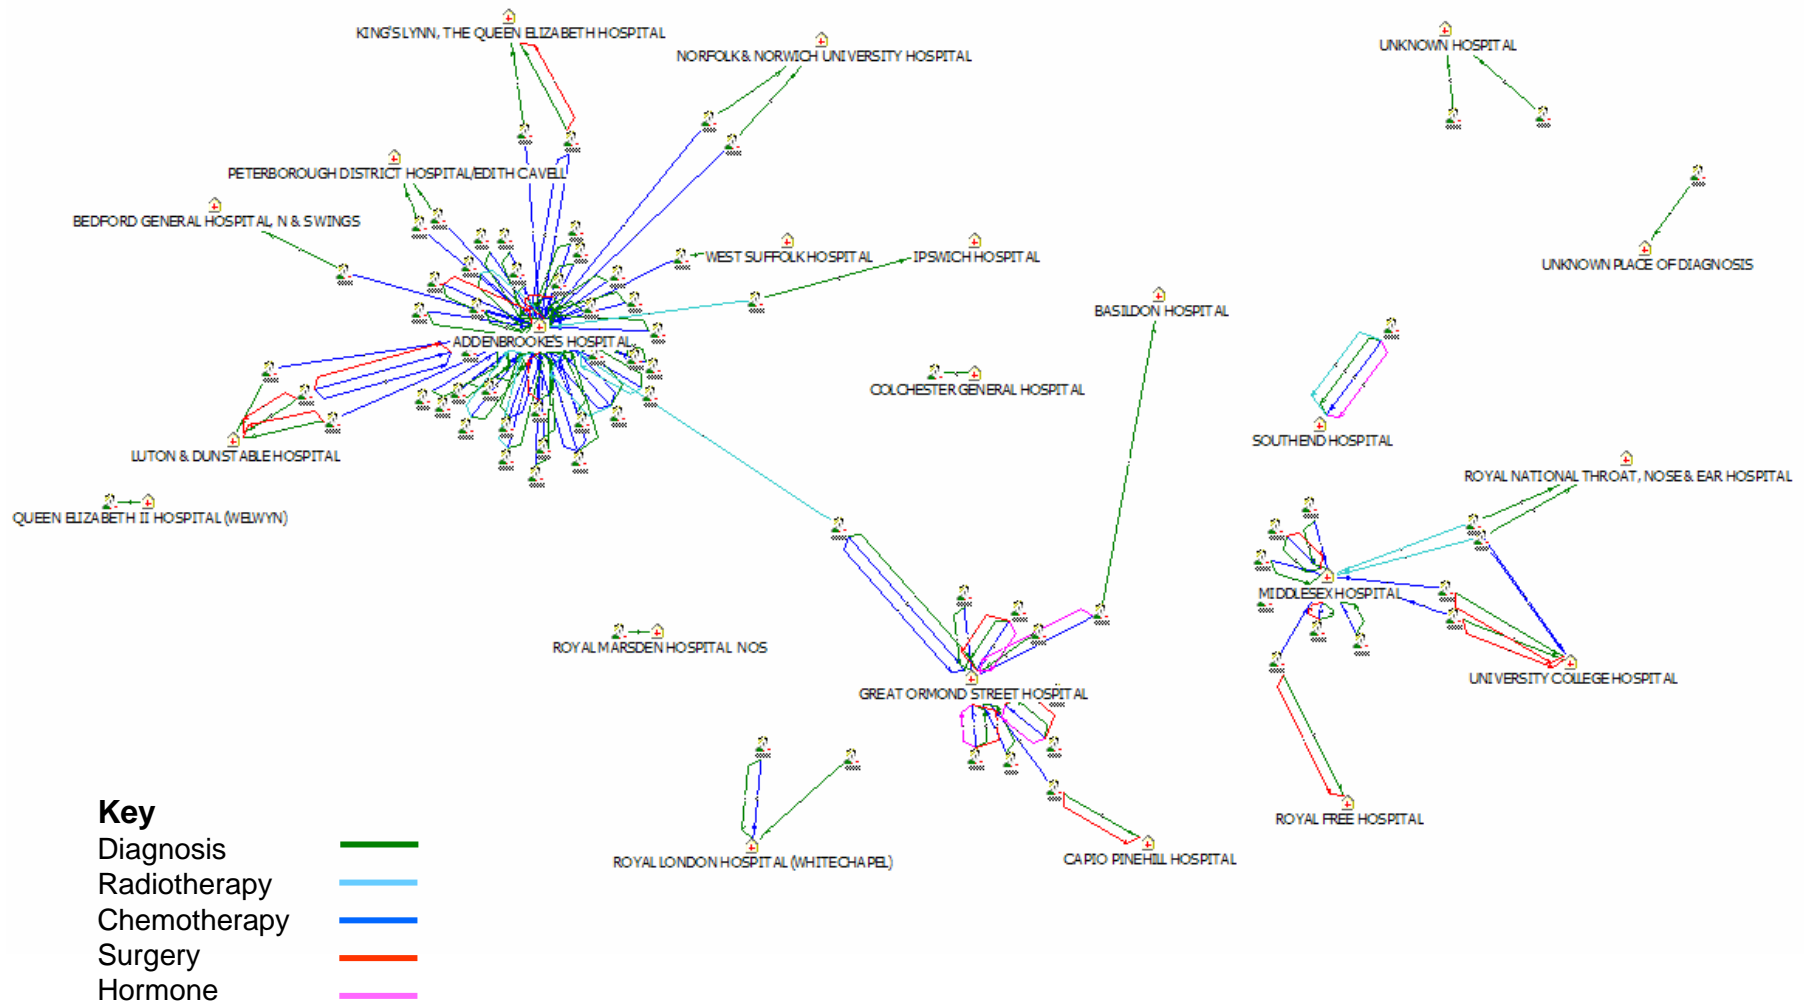 KING'S LYNN, THE QUEEN ELIZABETH HOSPITAL
NORFOLK & NORWICH UNIVERSITY HOSPITAL
UNKNOWN HOSPITAL
PETERBOROUGH DISTRICT HOSPITAL/EDITH CAVELL
BEDFORD GENERAL HOSPITAL, N & S WINGS
WEST SUFFOLK HOSPITAL
IPSWICH HOSPITAL
UNKNOWN PLACE OF DIAGNOSIS
BASILDON HOSPITAL
ADDENBROOKE'S HOSPITAL
COLCHESTER GENERAL HOSPITAL
SOUTHEND HOSPITAL
LUTON & DUNSTABLE HOSPITAL
ROYAL NATIONAL THROAT, NOSE & EAR HOSPITAL
QUEEN ELIZABETH II HOSPITAL (WELWYN)
MIDDLESEX HOSPITAL
ROYAL MARSDEN HOSPITAL NOS
UNIVERSITY COLLEGE HOSPITAL
GREAT ORMOND STREET HOSPITAL
ROYAL FREE HOSPITAL
ROYAL LONDON HOSPITAL (WHITECHAPEL)
CAPIO PINEHILL HOSPITAL
Key
Diagnosis
Radiotherapy
Chemotherapy
Surgery
Hormone